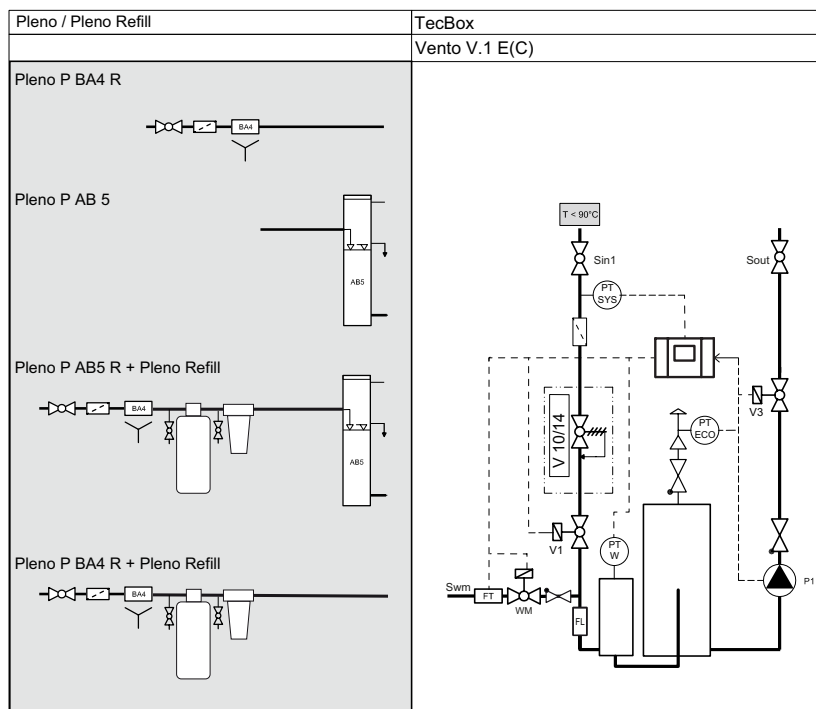 Pleno / Pleno Refill
TecBox
Vento V.1 E(C)
Pleno P BA4 R
BA4
Pleno P AB 5
AB5
Pleno P AB5 R + Pleno Refill
BA4
AB5
Pleno P BA4 R + Pleno Refill
BA4
T < 90°C
Sin1
Sout
PT
SYS
V 10/14
PT
ECO
V3
V1
PT
W
Swm
FT
WM
FL
P1